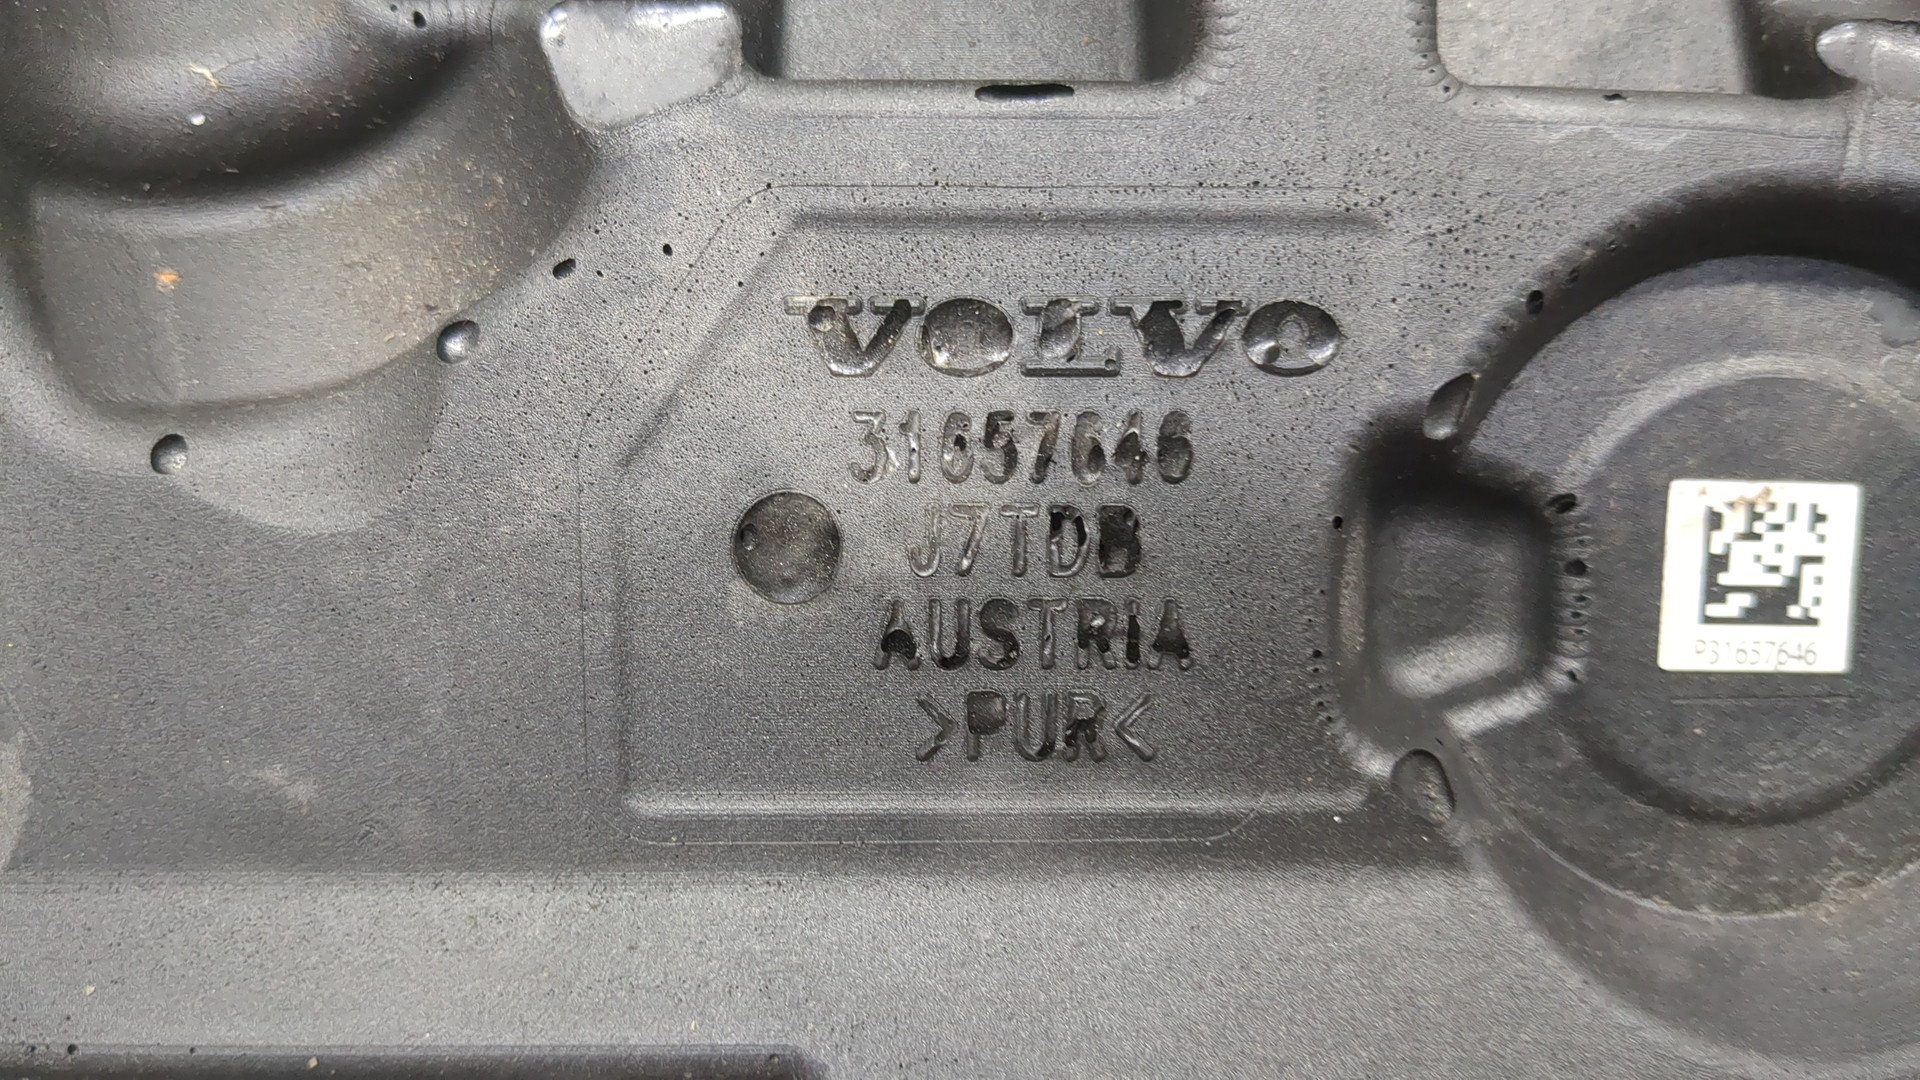 VOLVO
31657646
J7TDB
AUSTRIA
>PUR<
P31657646